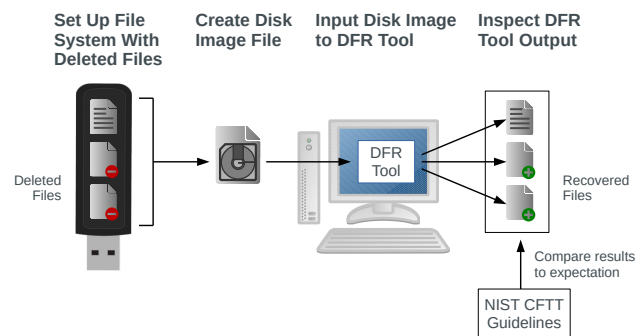 Set Up File
System With
Deleted Files
Create Disk
Image File
Input Disk Image
to DFR Tool
Inspect DFR
Tool Output
Deleted
Files
DFR
Tool
Recovered
Files
Compare results
to expectation
NIST CFTT
Guidelines